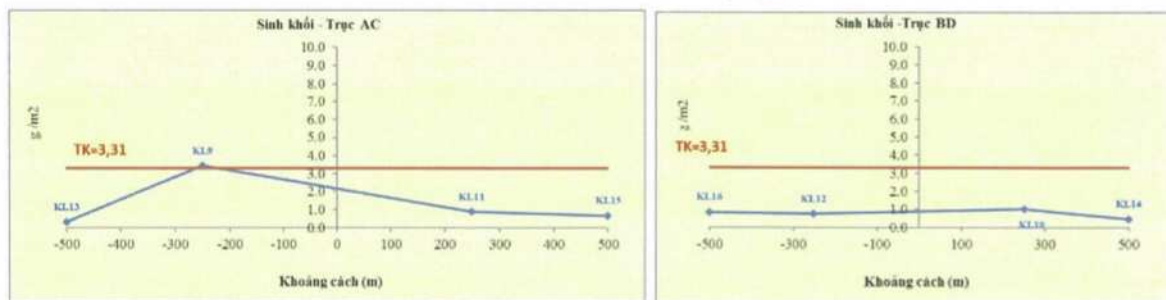 Sinh khối - Trục AC
g /m2
10.0
9.0
8.0
7.0
6.0
5.0
4.0
3.0
2.0
1.0
0.0
TK=3,31
KL13
KL9
KL11
KL15
-500 -400 -300 -200 -100 0 100 200 300 400 500
Khoảng cách (m)
Sinh khối -Trục BD
g /m2
10.0
9.0
8.0
7.0
6.0
5.0
4.0
3.0
2.0
1.0
0.0
TK=3,31
KL16
KL12
KL10
KL14
-500 -300 -100 100 300 500
Khoảng cách (m)